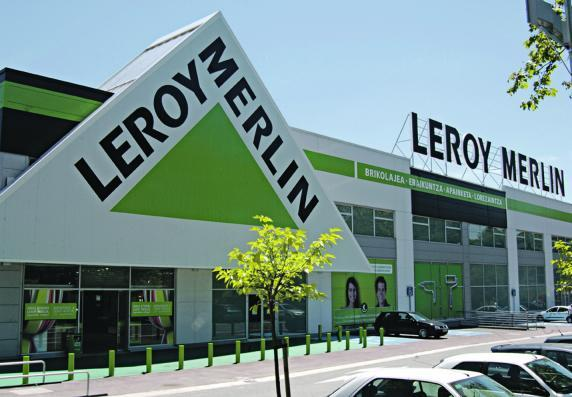 LEROY MERLIN
LEROY MERLIN
BRIKOLAJEA · ERAIKUNTZA · APAINKETA · LOREZAINTZA